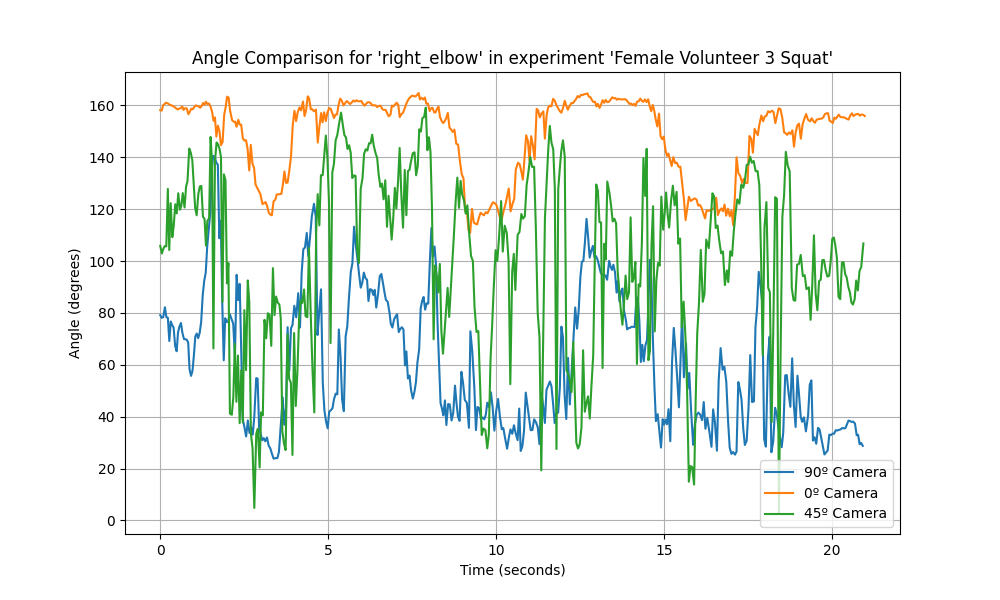 Angle Comparison for 'right_elbow' in experiment 'Female Volunteer 3 Squat'
Angle (degrees)
160
140
120
100
80
60
40
20
0
0
5
10
15
20
Time (seconds)
90º Camera
0º Camera
45º Camera